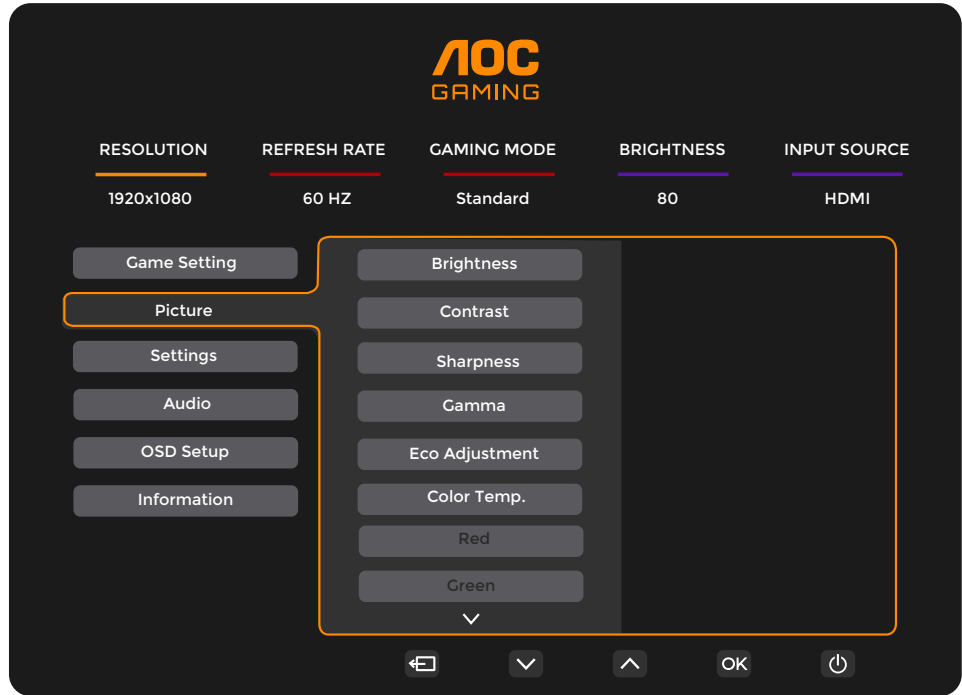 AOC
GAMING
RESOLUTION REFRESH RATE GAMING MODE BRIGHTNESS INPUT SOURCE
1920x1080 60 HZ Standard 80 HDMI
Game Setting
Picture
Settings
Audio
OSD Setup
Information
Brightness
Contrast
Sharpness
Gamma
Eco Adjustment
Color Temp.
Red
Green
OK